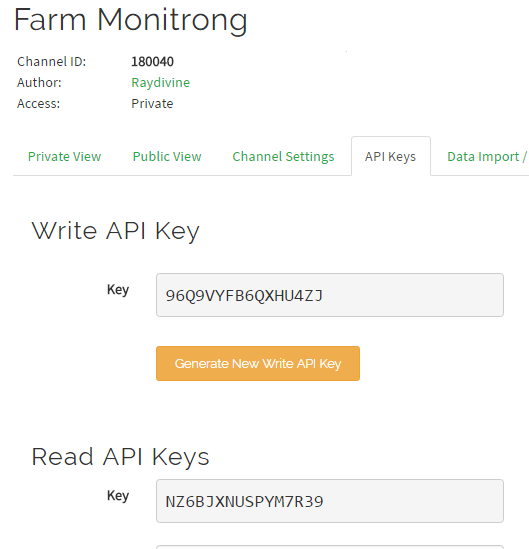 Farm Monitrong
Channel ID: 180040
Author: Raydivine
Access: Private
Private View Public View Channel Settings API Keys Data Import /
Write API Key
Key 96Q9VYFB6QXHU4ZJ
Generate New Write API Key
Read API Keys
Key NZ6BJXNUSPYM7R39